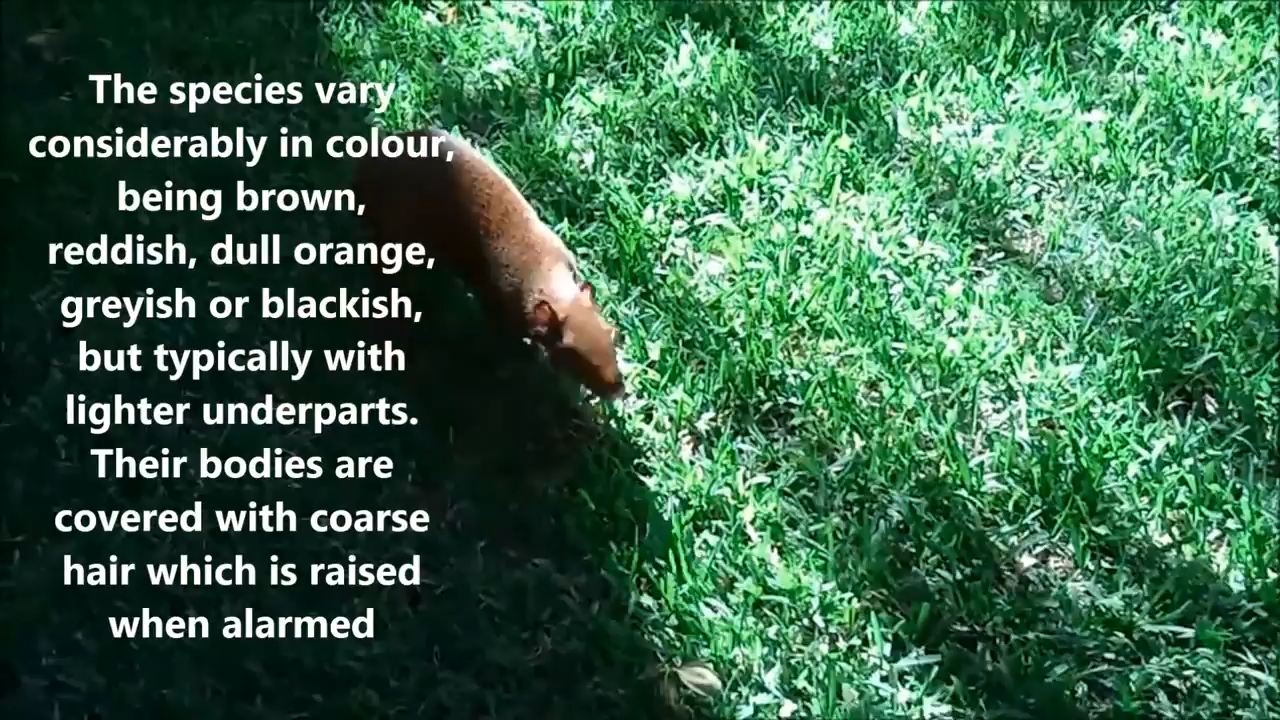 The species vary
considerably in colour,
being brown,
reddish, dull orange,
greyish or blackish,
but typically with
lighter underparts.
Their bodies are
covered with coarse
hair which is raised
when alarmed